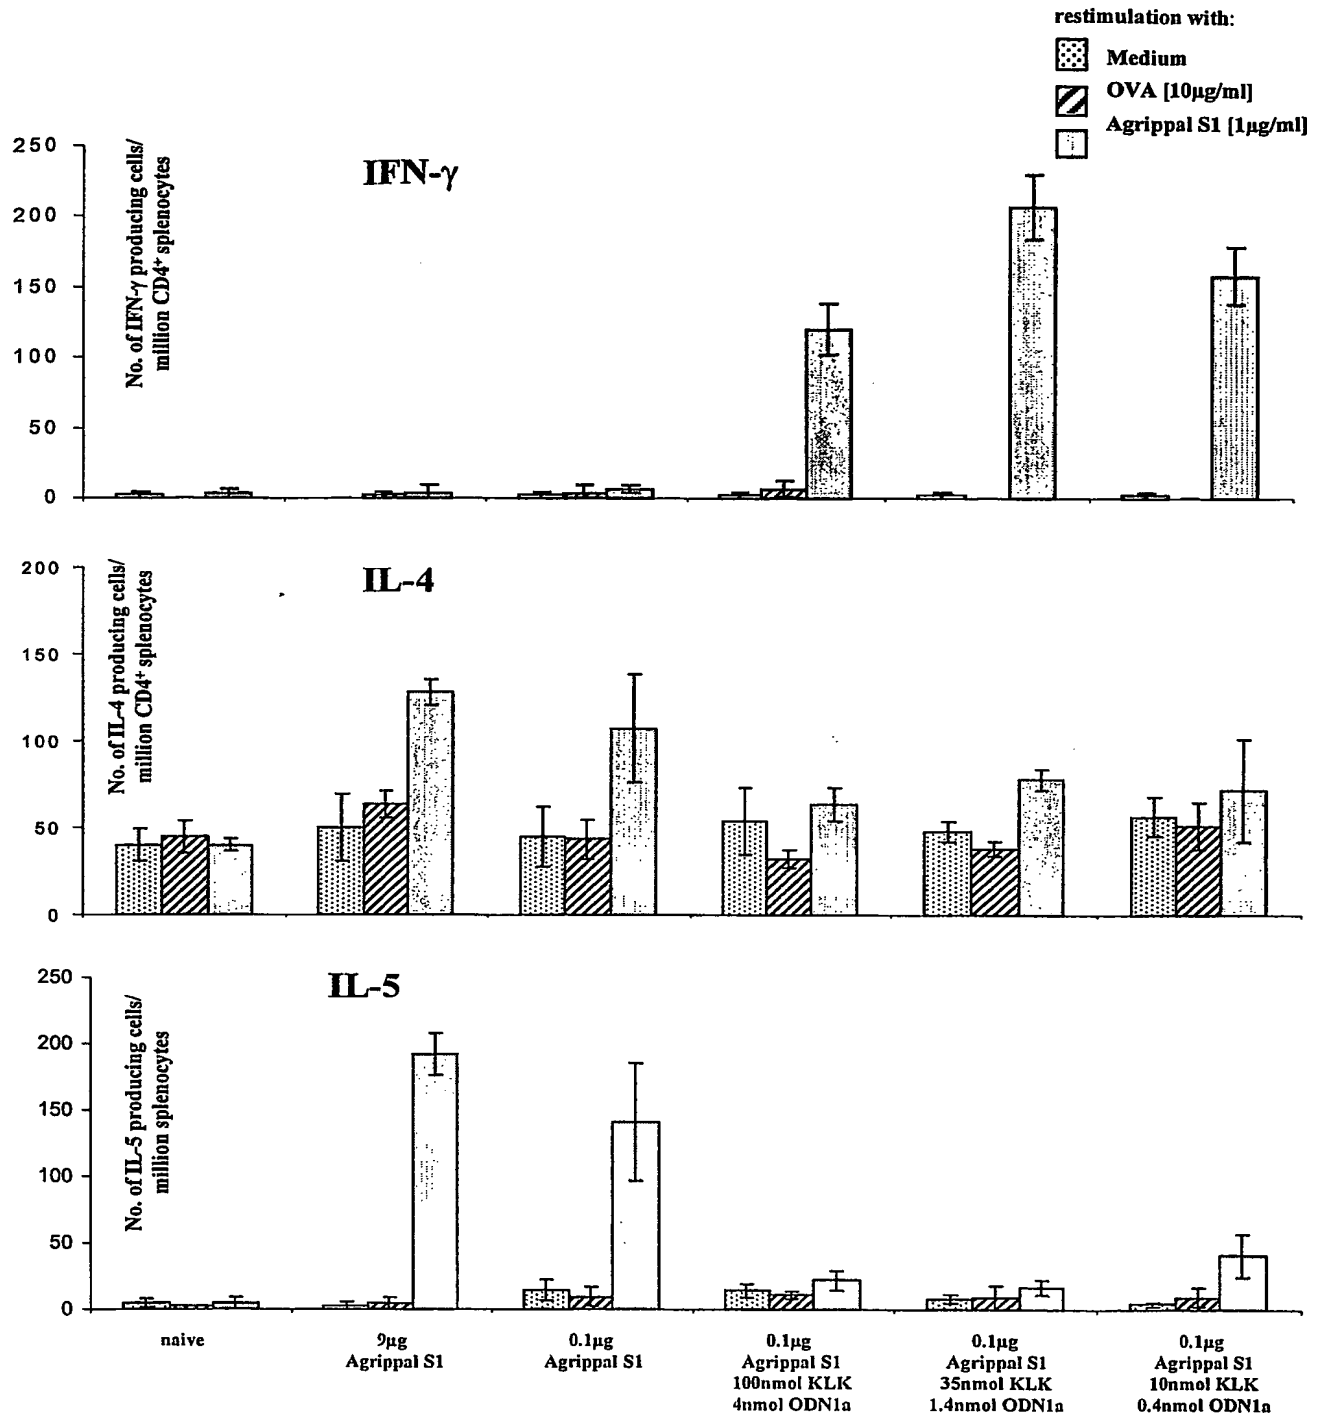 restimulation with:
Medium
OVA [10µg/ml]
Agrippal S1 [1µg/ml]
IFN-γ
No. of IFN-γ producing cells/
million CD4⁺ splenocytes
250
200
150
100
50
0
IL-4
No. of IL-4 producing cells/
million CD4⁺ splenocytes
200
150
100
50
0
IL-5
No. of IL-5 producing cells/
million splenocytes
250
200
150
100
50
0
naive
9µg
Agrippal S1
0.1µg
Agrippal S1
0.1µg
Agrippal S1
100nmol KLK
4nmol ODN1a
0.1µg
Agrippal S1
35nmol KLK
1.4nmol ODN1a
0.1µg
Agrippal S1
10nmol KLK
0.4nmol ODN1a